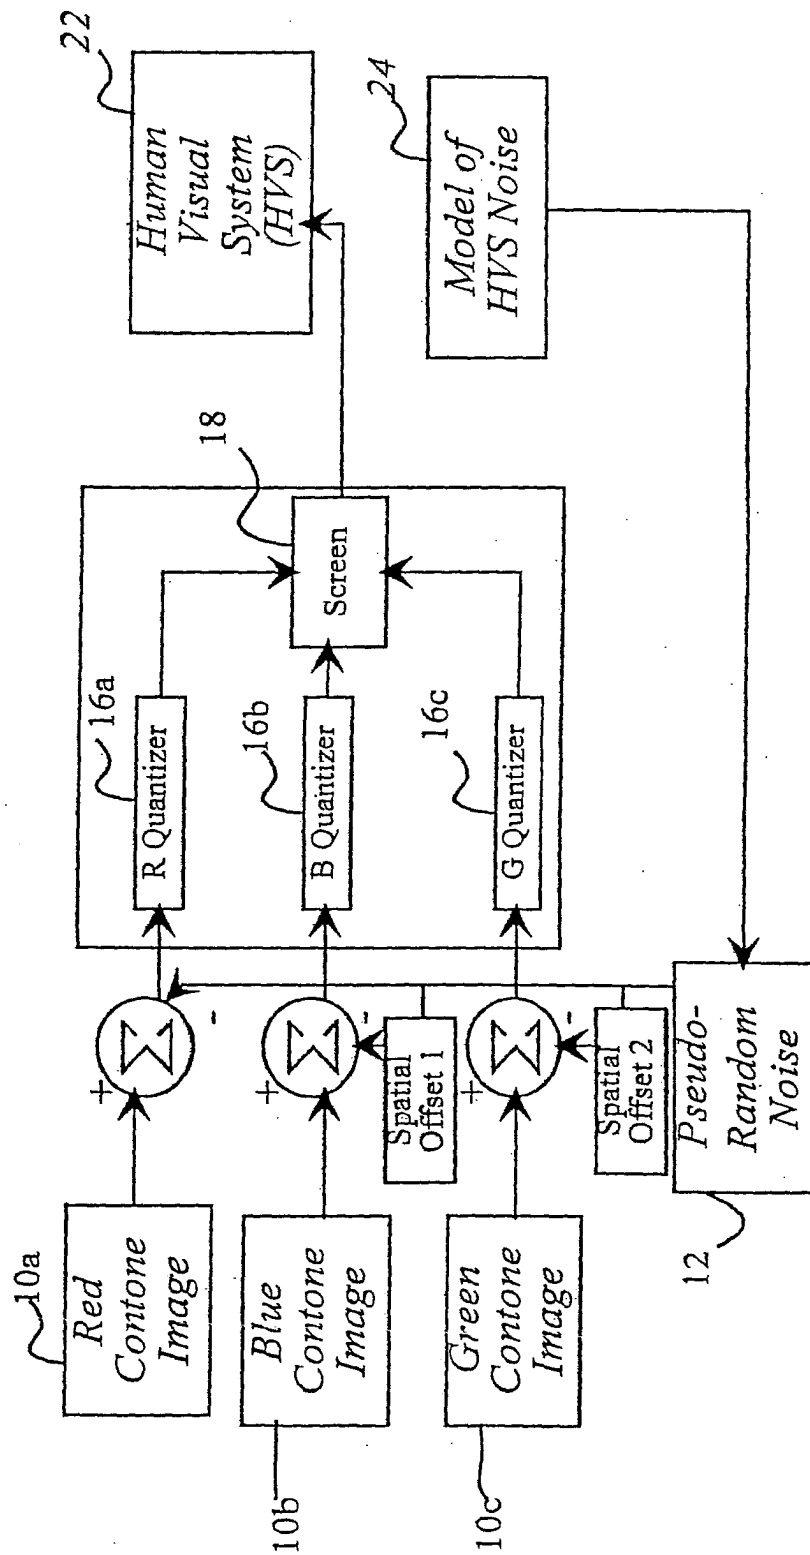 10a
Red
Contone
Image
+
-
R Quantizer
16a
10b
Blue
Contone
Image
+
-
Spatial
Offset 1
B Quantizer
16b
10c
Green
Contone
Image
+
-
Spatial
Offset 2
G Quantizer
16c
Screen
18
Human
Visual
System
(HVS)
22
Model of
HVS Noise
24
Pseudo-
Random
Noise
12
Σ
Σ
Σ